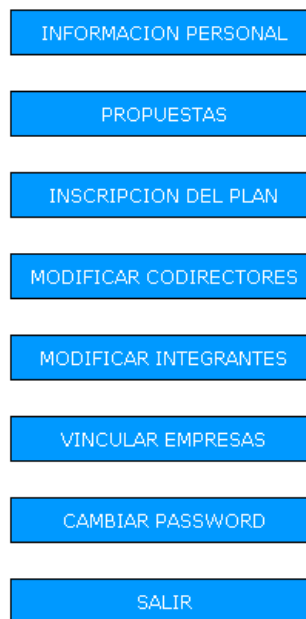 INFORMACION PERSONAL
PROPUESTAS
INSCRIPCION DEL PLAN
MODIFICAR CODIRECTORES
MODIFICAR INTEGRANTES
VINCULAR EMPRESAS
CAMBIAR PASSWORD
SALIR